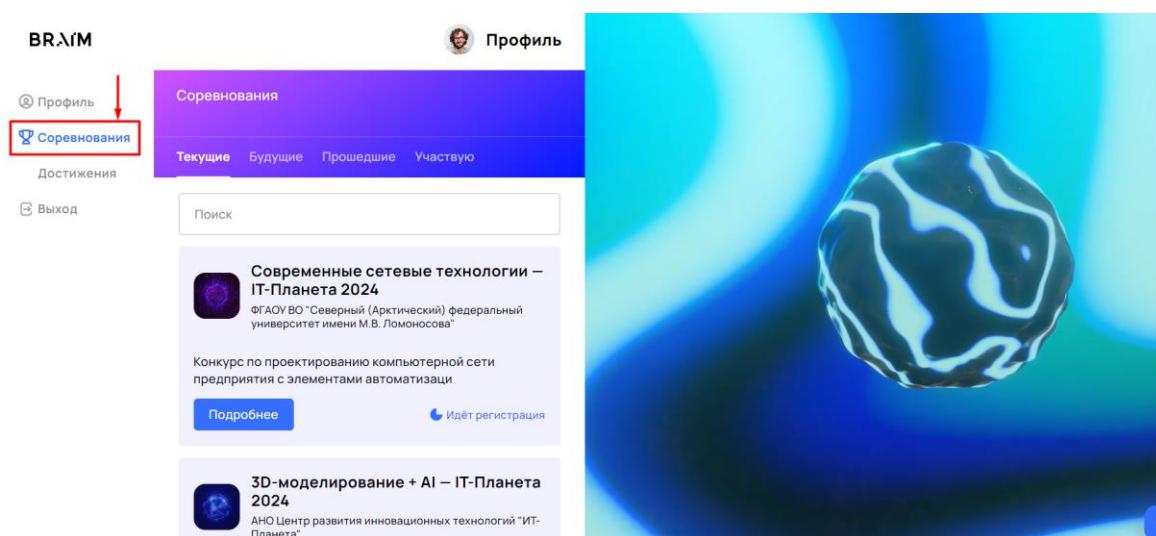 BRAIM
Профиль
Профиль
Соревнования
Достижения
Выход
Соревнования
Текущие Будущие Прошедшие Участвую
Поиск
Современные сетевые технологии —
IT-Планета 2024
ФГАОУ ВО "Северный (Арктический) федеральный
университет имени М.В. Ломоносова"
Конкурс по проектированию компьютерной сети
предприятия с элементами автоматизаци
Подробнее
Идёт регистрация
3D-моделирование + AI — IT-Планета
2024
АНО Центр развития инновационных технологий "ИТ-
Планета"